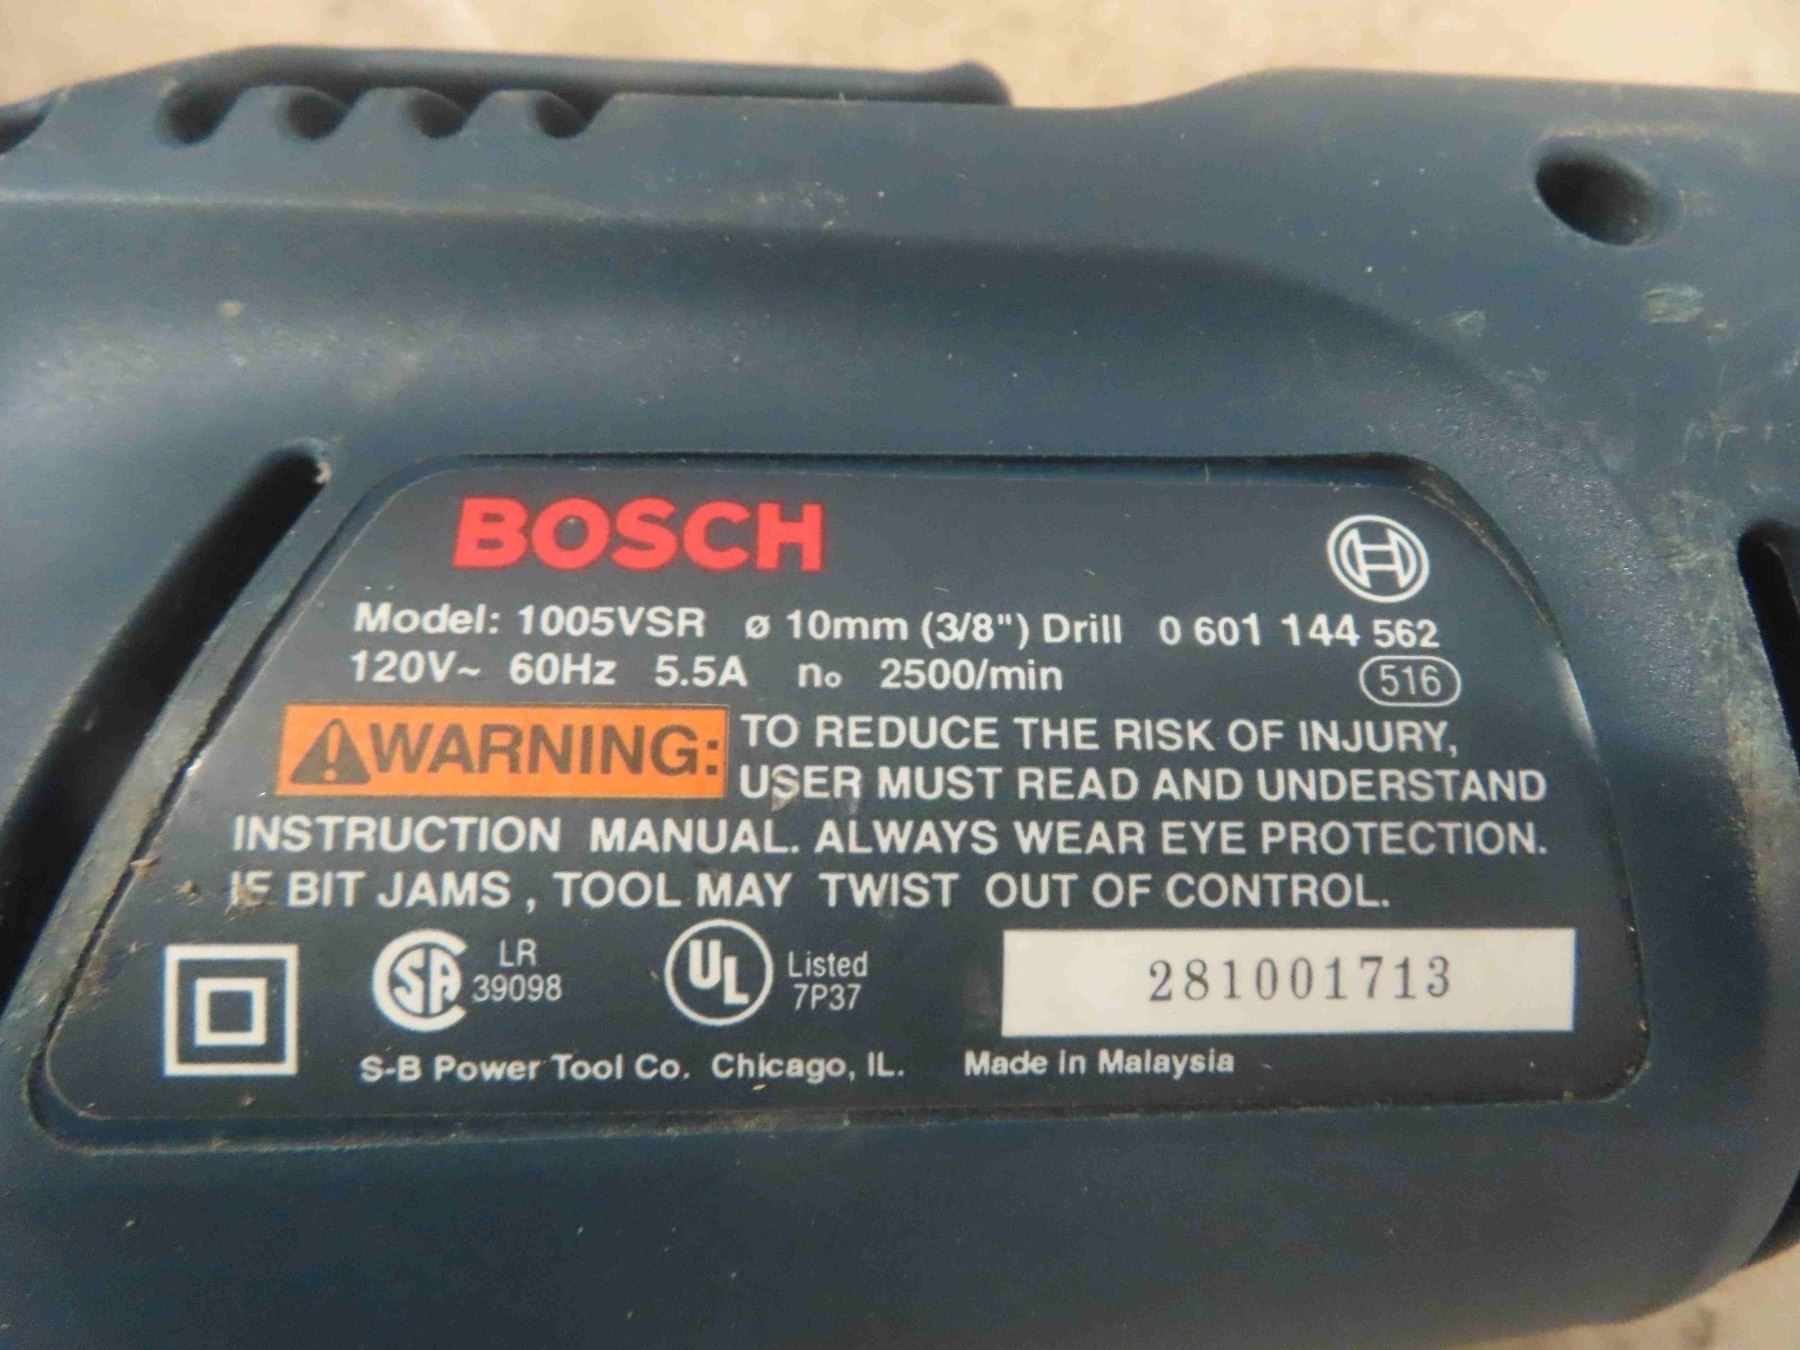 BOSCH
Model: 1005VSR ø 10mm (3/8") Drill 0 601 144 562
120V~ 60Hz 5.5A n₀ 2500/min 516
WARNING: TO REDUCE THE RISK OF INJURY,
USER MUST READ AND UNDERSTAND
INSTRUCTION MANUAL. ALWAYS WEAR EYE PROTECTION.
IF BIT JAMS , TOOL MAY TWIST OUT OF CONTROL.
SA LR
39098
UL Listed
7P37
281001713
S-B Power Tool Co. Chicago, IL. Made in Malaysia